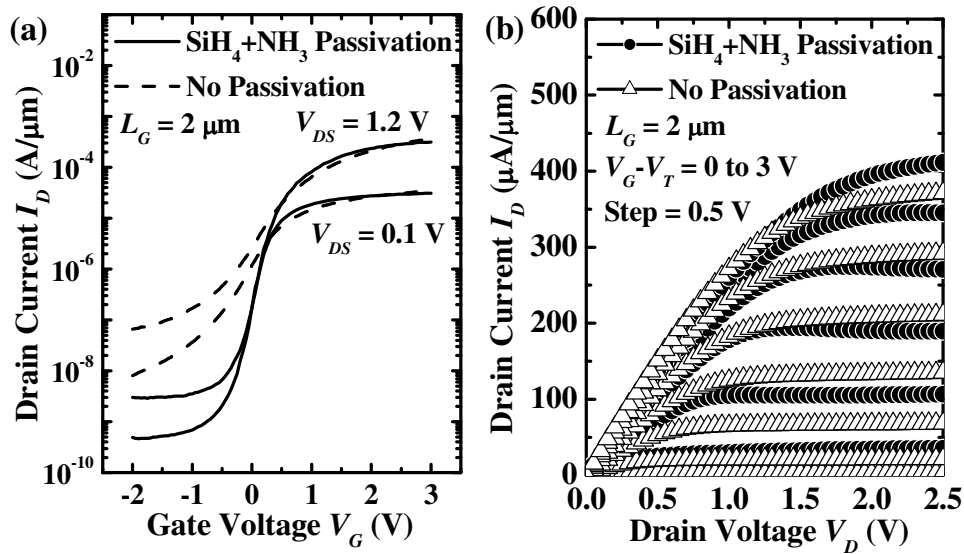 (a)
SiH4+NH3 Passivation
No Passivation
LG = 2 μm
VDS = 1.2 V
VDS = 0.1 V
10-2
10-4
10-6
10-8
10-10
Drain Current ID (A/μm)
-2 -1 0 1 2 3
Gate Voltage VG (V)
(b)
SiH4+NH3 Passivation
No Passivation
LG = 2 μm
VG-VT = 0 to 3 V
Step = 0.5 V
600
500
400
300
200
100
0
Drain Current ID (μA/μm)
0.0 0.5 1.0 1.5 2.0 2.5
Drain Voltage VD (V)